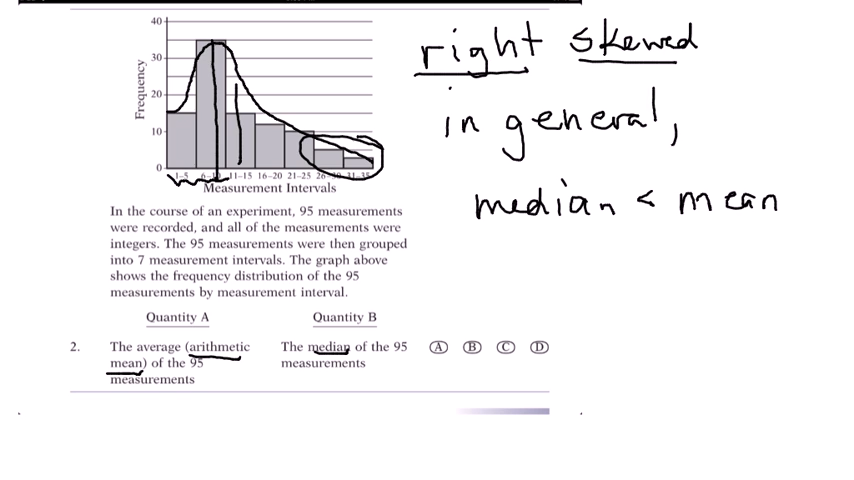 40
right skewed
30
Frequency
20
in general,
10
0
1-5 6-10 11-15 16-20 21-25 26-30 31-35
Measurement Intervals
median < mean
In the course of an experiment, 95 measurements
were recorded, and all of the measurements were
integers. The 95 measurements were then grouped
into 7 measurement intervals. The graph above
shows the frequency distribution of the 95
measurements by measurement interval.
Quantity A Quantity B
2. The average (arithmetic The median of the 95 A B C D
mean) of the 95 measurements
measurements